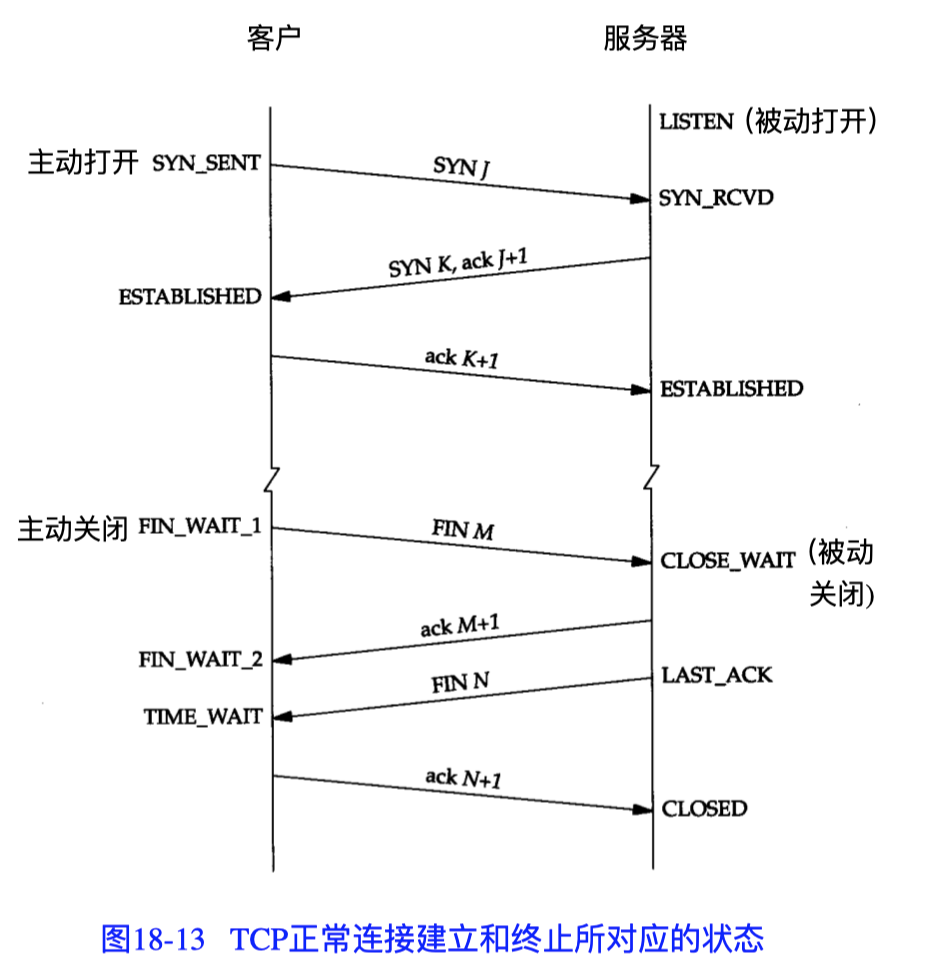 客户 服务器
LISTEN（被动打开）
主动打开 SYN_SENT
SYN J
SYN_RCVD
SYN K, ack J+1
ESTABLISHED
ack K+1
ESTABLISHED
主动关闭 FIN_WAIT_1
FIN M
CLOSE_WAIT（被动
关闭)
ack M+1
FIN_WAIT_2
FIN N
LAST_ACK
TIME_WAIT
ack N+1
CLOSED
图18-13 TCP正常连接建立和终止所对应的状态